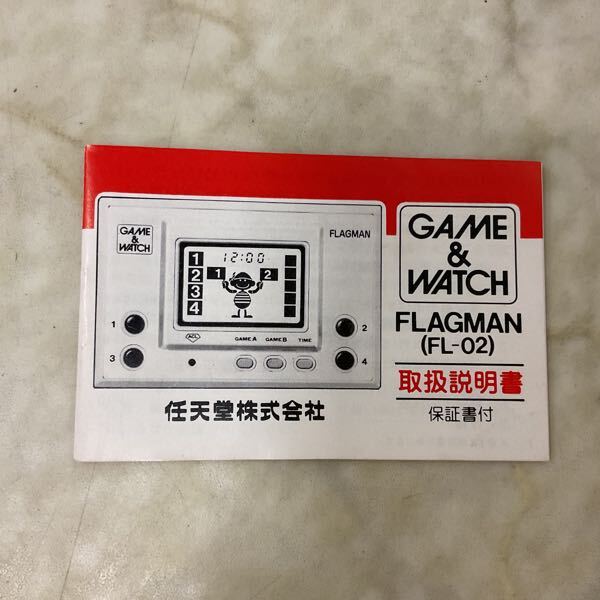 GAME
&
WATCH
FLAGMAN
12:00
1
2
3
4
1
2
1
2
3
4
ACL
GAME A
GAME B
TIME
任天堂株式会社
GAME
&
WATCH
FLAGMAN
(FL-02)
取扱説明書
保証書付